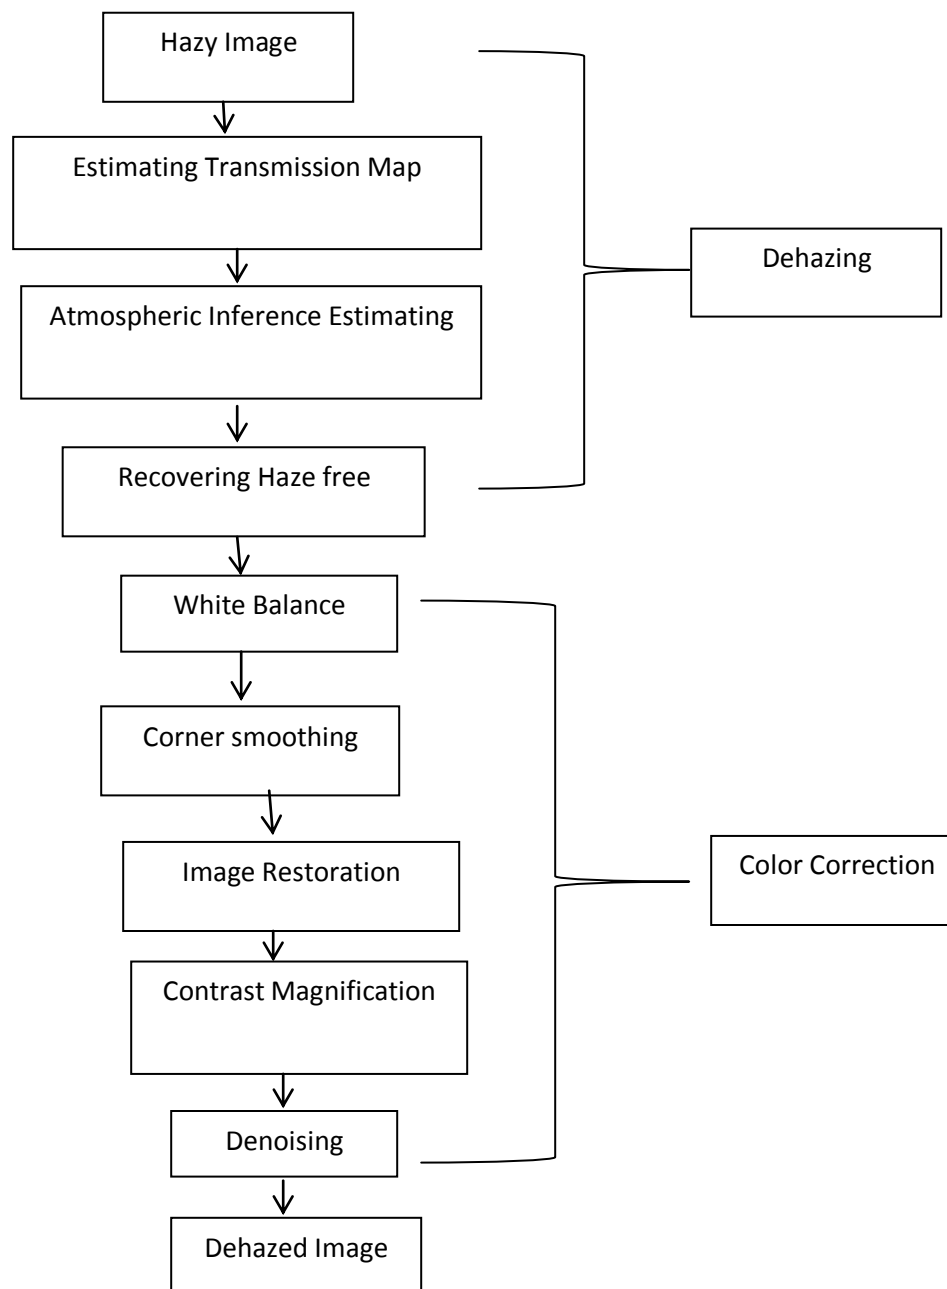 Hazy Image
Estimating Transmission Map
Dehazing
Atmospheric Inference Estimating
Recovering Haze free
White Balance
Corner smoothing
Image Restoration
Color Correction
Contrast Magnification
Denoising
Dehazed Image